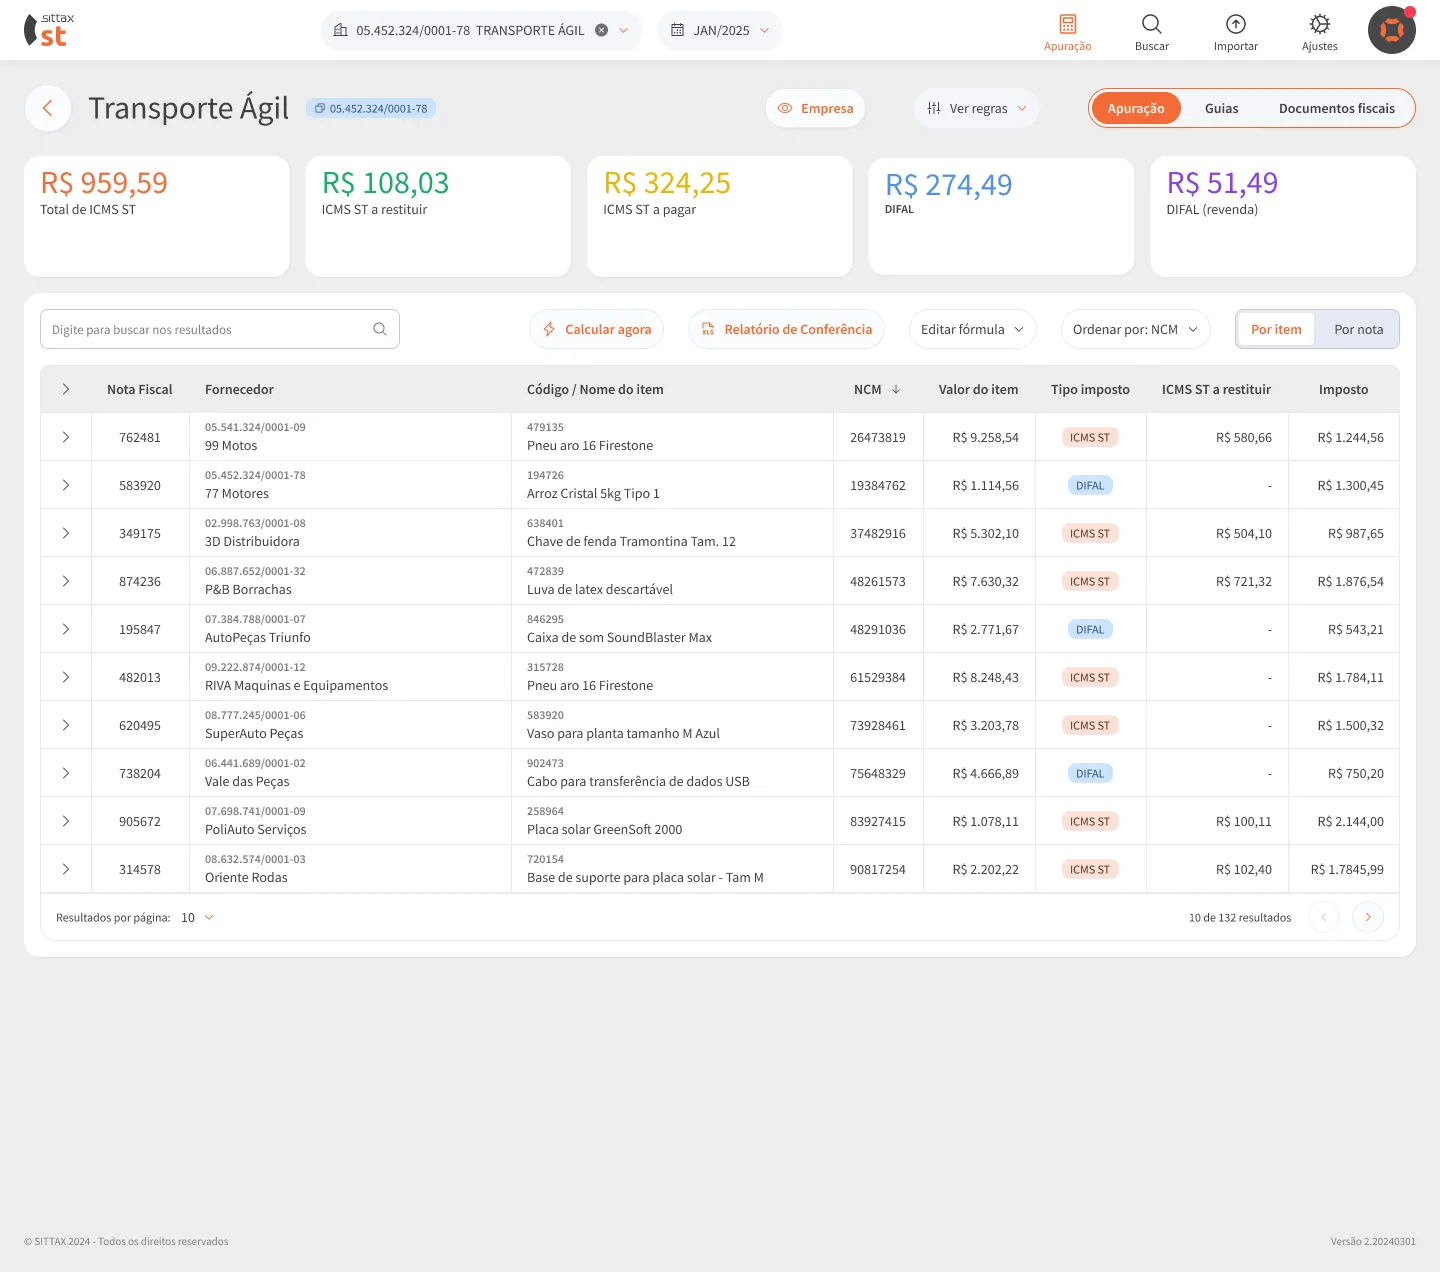 sittax
st
05.452.324/0001-78 TRANSPORTE ÁGIL
JAN/2025
Apuração
Buscar
Importar
Ajustes
Transporte Ágil
05.452.324/0001-78
Empresa
Ver regras
Apuração
Guias
Documentos fiscais
R$ 959,59
Total de ICMS ST
R$ 108,03
ICMS ST a restituir
R$ 324,25
ICMS ST a pagar
R$ 274,49
DIFAL
R$ 51,49
DIFAL (revenda)
Digite para buscar nos resultados
Calcular agora
XLS
Relatório de Conferência
Editar fórmula
Ordenar por: NCM
Por item
Por nota
Nota Fiscal Fornecedor Código / Nome do item NCM Valor do item Tipo imposto ICMS ST a restituir Imposto
05.541.324/0001-09 479135
762481 99 Motos Pneu aro 16 Firestone 26473819 R$ 9.258,54 ICMS ST R$ 580,66 R$ 1.244,56
05.452.324/0001-78 194726
583920 77 Motores Arroz Cristal 5kg Tipo 1 19384762 R$ 1.114,56 DIFAL - R$ 1.300,45
02.998.763/0001-08 638401
349175 3D Distribuidora Chave de fenda Tramontina Tam. 12 37482916 R$ 5.302,10 ICMS ST R$ 504,10 R$ 987,65
06.887.652/0001-32 472839
874236 P&B Borrachas Luva de latex descartável 48261573 R$ 7.630,32 ICMS ST R$ 721,32 R$ 1.876,54
07.384.788/0001-07 846295
195847 AutoPeças Triunfo Caixa de som SoundBlaster Max 48291036 R$ 2.771,67 DIFAL - R$ 543,21
09.222.874/0001-12 315728
482013 RIVA Maquinas e Equipamentos Pneu aro 16 Firestone 61529384 R$ 8.248,43 ICMS ST - R$ 1.784,11
08.777.245/0001-06 583920
620495 SuperAuto Peças Vaso para planta tamanho M Azul 73928461 R$ 3.203,78 ICMS ST - R$ 1.500,32
06.441.689/0001-02 902473
738204 Vale das Peças Cabo para transferência de dados USB 75648329 R$ 4.666,89 DIFAL - R$ 750,20
07.698.741/0001-09 258964
905672 PoliAuto Serviços Placa solar GreenSoft 2000 83927415 R$ 1.078,11 ICMS ST R$ 100,11 R$ 2.144,00
08.632.574/0001-03 720154
314578 Oriente Rodas Base de suporte para placa solar - Tam M 90817254 R$ 2.202,22 ICMS ST R$ 102,40 R$ 1.7845,99
Resultados por página: 10
10 de 132 resultados
© SITTAX 2024 - Todos os direitos reservados
Versão 2.20240301